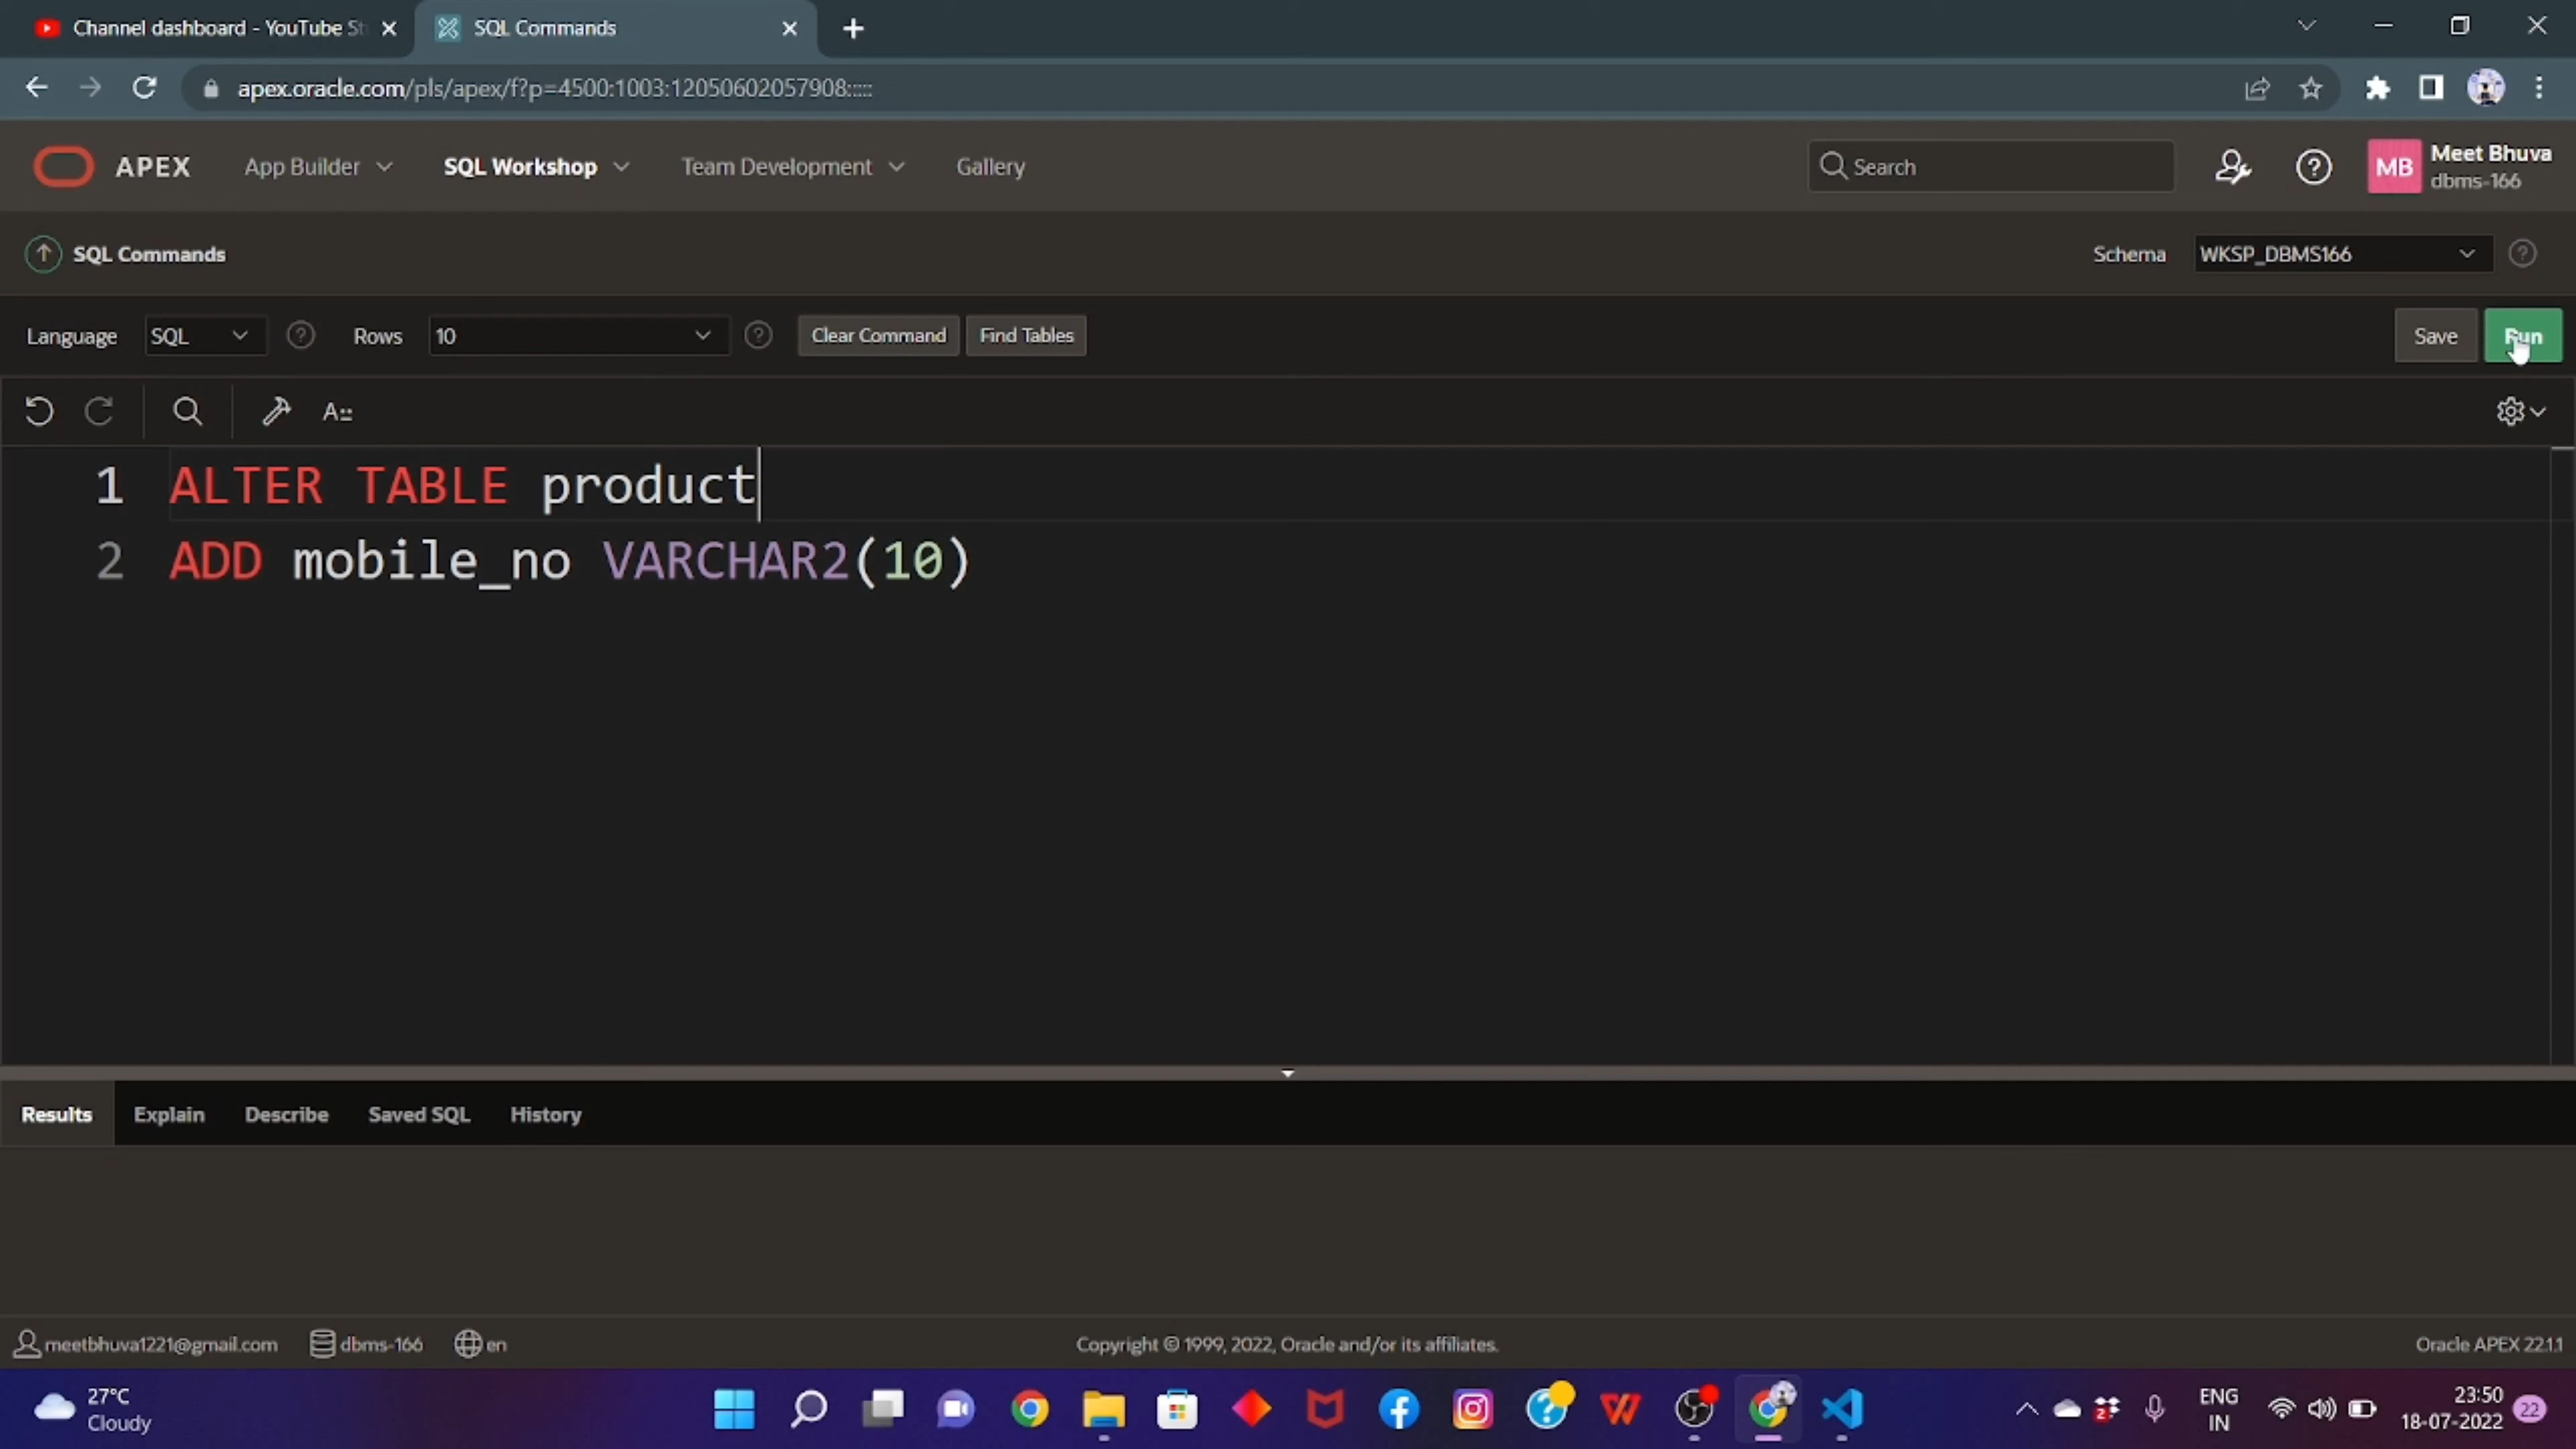 Channel dashboard - YouTube St
SQL Commands
apex.oracle.com/pls/apex/f?p=4500:1003:12050602057908:::::
APEX
App Builder
SQL Workshop
Team Development
Gallery
Search
MB
Meet Bhuva
dbms-166
SQL Commands
Schema
WKSP_DBMS166
Language
SQL
Rows
10
Clear Command
Find Tables
Save
Run
1 ALTER TABLE product
2 ADD mobile_no VARCHAR2(10)
Results
Explain
Describe
Saved SQL
History
meetbhuva1221@gmail.com
dbms-166
en
Copyright © 1999, 2022, Oracle and/or its affiliates.
Oracle APEX 22.1.1
27°C
Cloudy
ENG
IN
23:50
18-07-2022
22